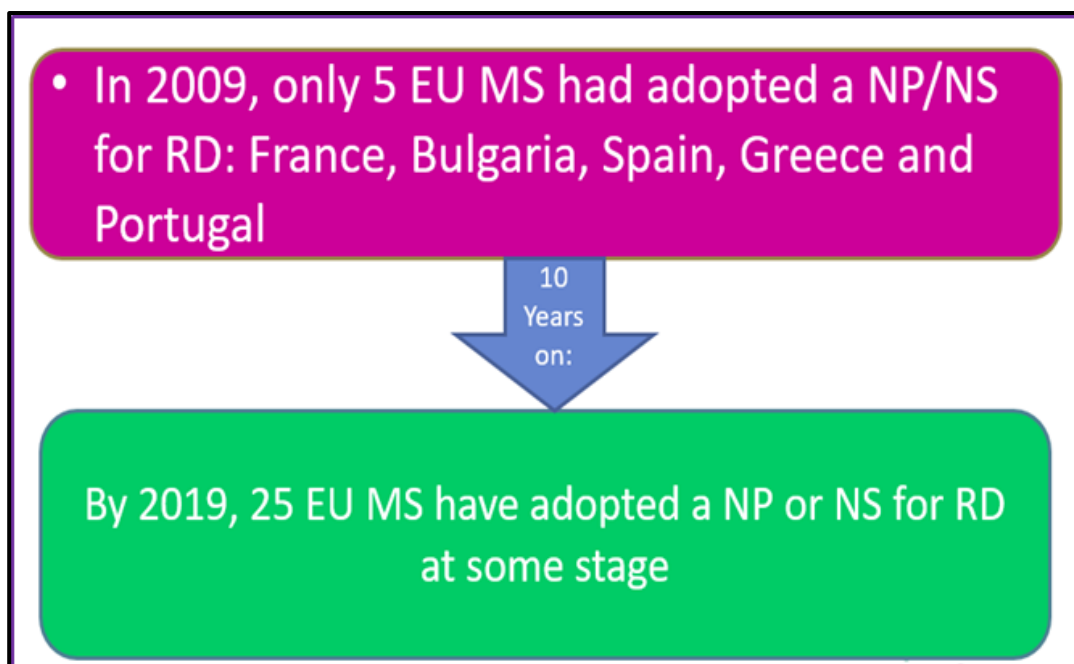 • In 2009, only 5 EU MS had adopted a NP/NS
for RD: France, Bulgaria, Spain, Greece and
Portugal
10
Years
on:
By 2019, 25 EU MS have adopted a NP or NS for RD
at some stage